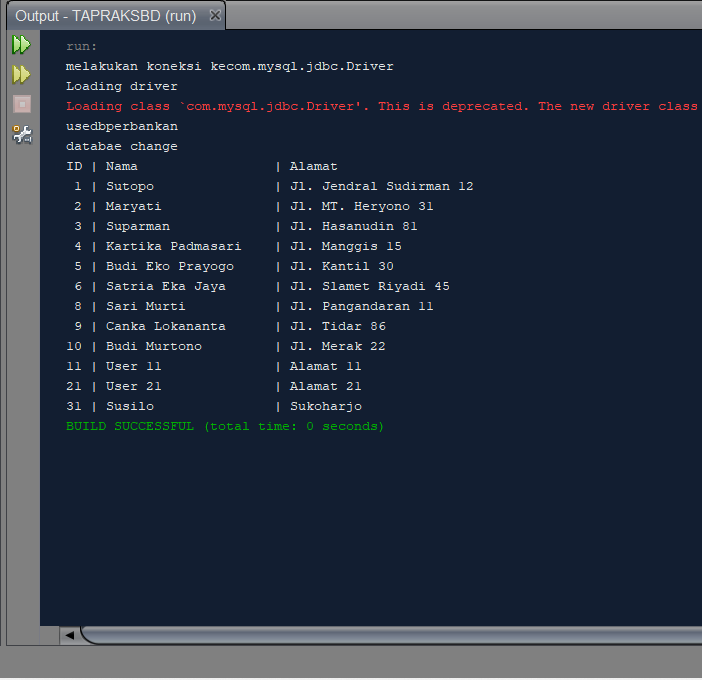 Output - TAPRAKSBD (run)
run:
melakukan koneksi kecom.mysql.jdbc.Driver
Loading driver
Loading class `com.mysql.jdbc.Driver'. This is deprecated. The new driver class
usedbperbankan
databae change
ID | Nama | Alamat
1 | Sutopo | Jl. Jendral Sudirman 12
2 | Maryati | Jl. MT. Heryono 31
3 | Suparman | Jl. Hasanudin 81
4 | Kartika Padmasari | Jl. Manggis 15
5 | Budi Eko Prayogo | Jl. Kantil 30
6 | Satria Eka Jaya | Jl. Slamet Riyadi 45
8 | Sari Murti | Jl. Pangandaran 11
9 | Canka Lokananta | Jl. Tidar 86
10 | Budi Murtono | Jl. Merak 22
11 | User 11 | Alamat 11
21 | User 21 | Alamat 21
31 | Susilo | Sukoharjo
BUILD SUCCESSFUL (total time: 0 seconds)